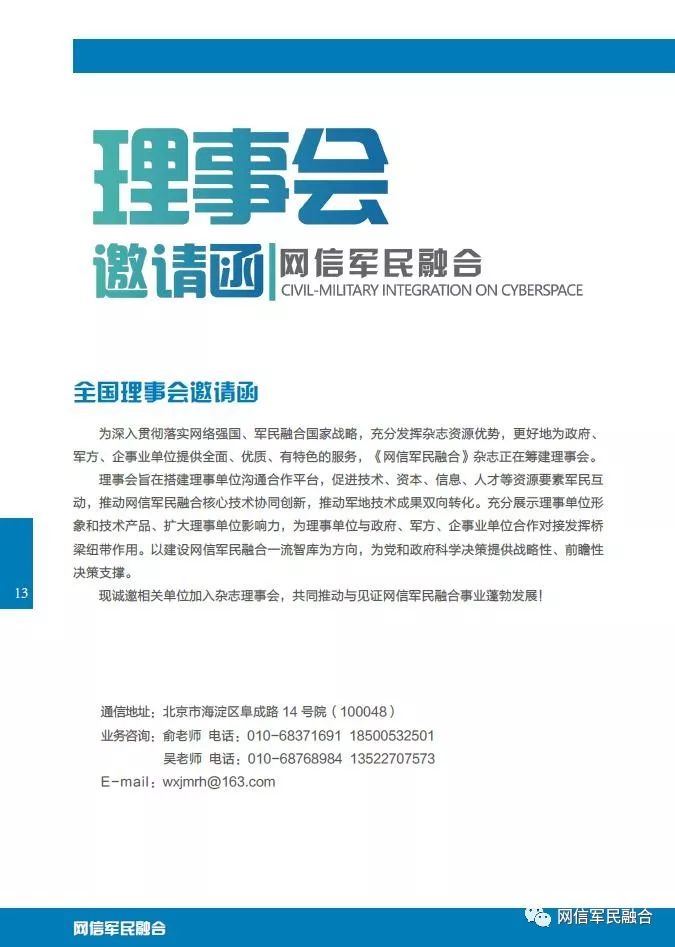 理事会
邀请函
网信军民融合
CIVIL-MILITARY INTEGRATION ON CYBERSPACE
全国理事会邀请函
为深入贯彻落实网络强国、军民融合国家战略，充分发挥杂志资源优势，更好地为政府、
军方、企事业单位提供全面、优质、有特色的服务，《网信军民融合》杂志正在筹建理事会。
理事会旨在搭建理事单位沟通合作平台，促进技术、资本、信息、人才等资源要素军民互
动，推动网信军民融合核心技术协同创新，推动军地技术成果双向转化。充分展示理事单位形
象和技术产品、扩大理事单位影响力，为理事单位与政府、军方、企事业单位合作对接发挥桥
梁纽带作用。以建设网信军民融合一流智库为方向，为党和政府科学决策提供战略性、前瞻性
决策支撑。
13
现诚邀相关单位加入杂志理事会，共同推动与见证网信军民融合事业蓬勃发展！
通信地址：北京市海淀区阜成路 14 号院（100048）
业务咨询：俞老师 电话：010-68371691 18500532501
吴老师 电话：010-68768984 13522707573
E-mail：wxjmrh@163.com
网信军民融合
网信军民融合